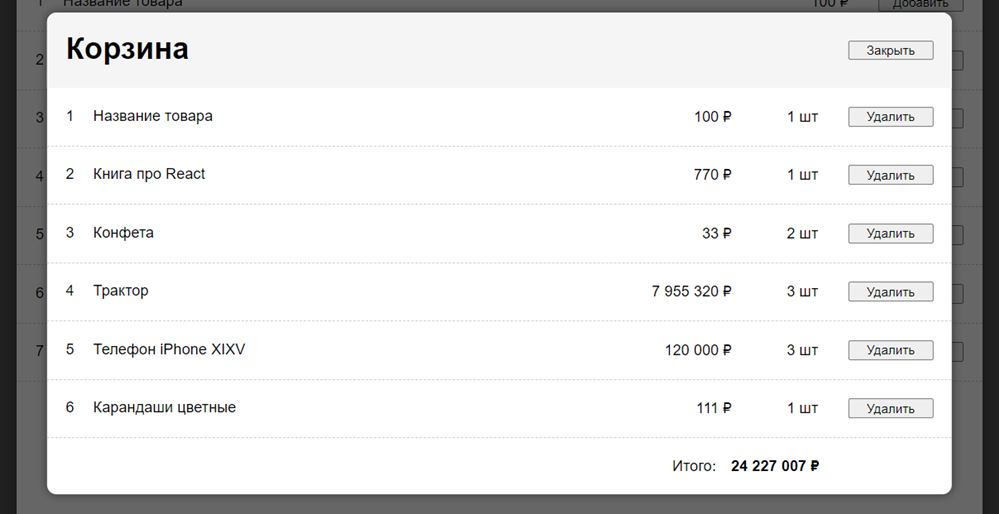 1 Название товара 100 ₽ Добавить
Корзина Закрыть
1 Название товара 100 ₽ 1 шт Удалить
2 Книга про React 770 ₽ 1 шт Удалить
3 Конфета 33 ₽ 2 шт Удалить
4 Трактор 7 955 320 ₽ 3 шт Удалить
5 Телефон iPhone XIXV 120 000 ₽ 3 шт Удалить
6 Карандаши цветные 111 ₽ 1 шт Удалить
Итого: 24 227 007 ₽
2
3
4
5
6
7